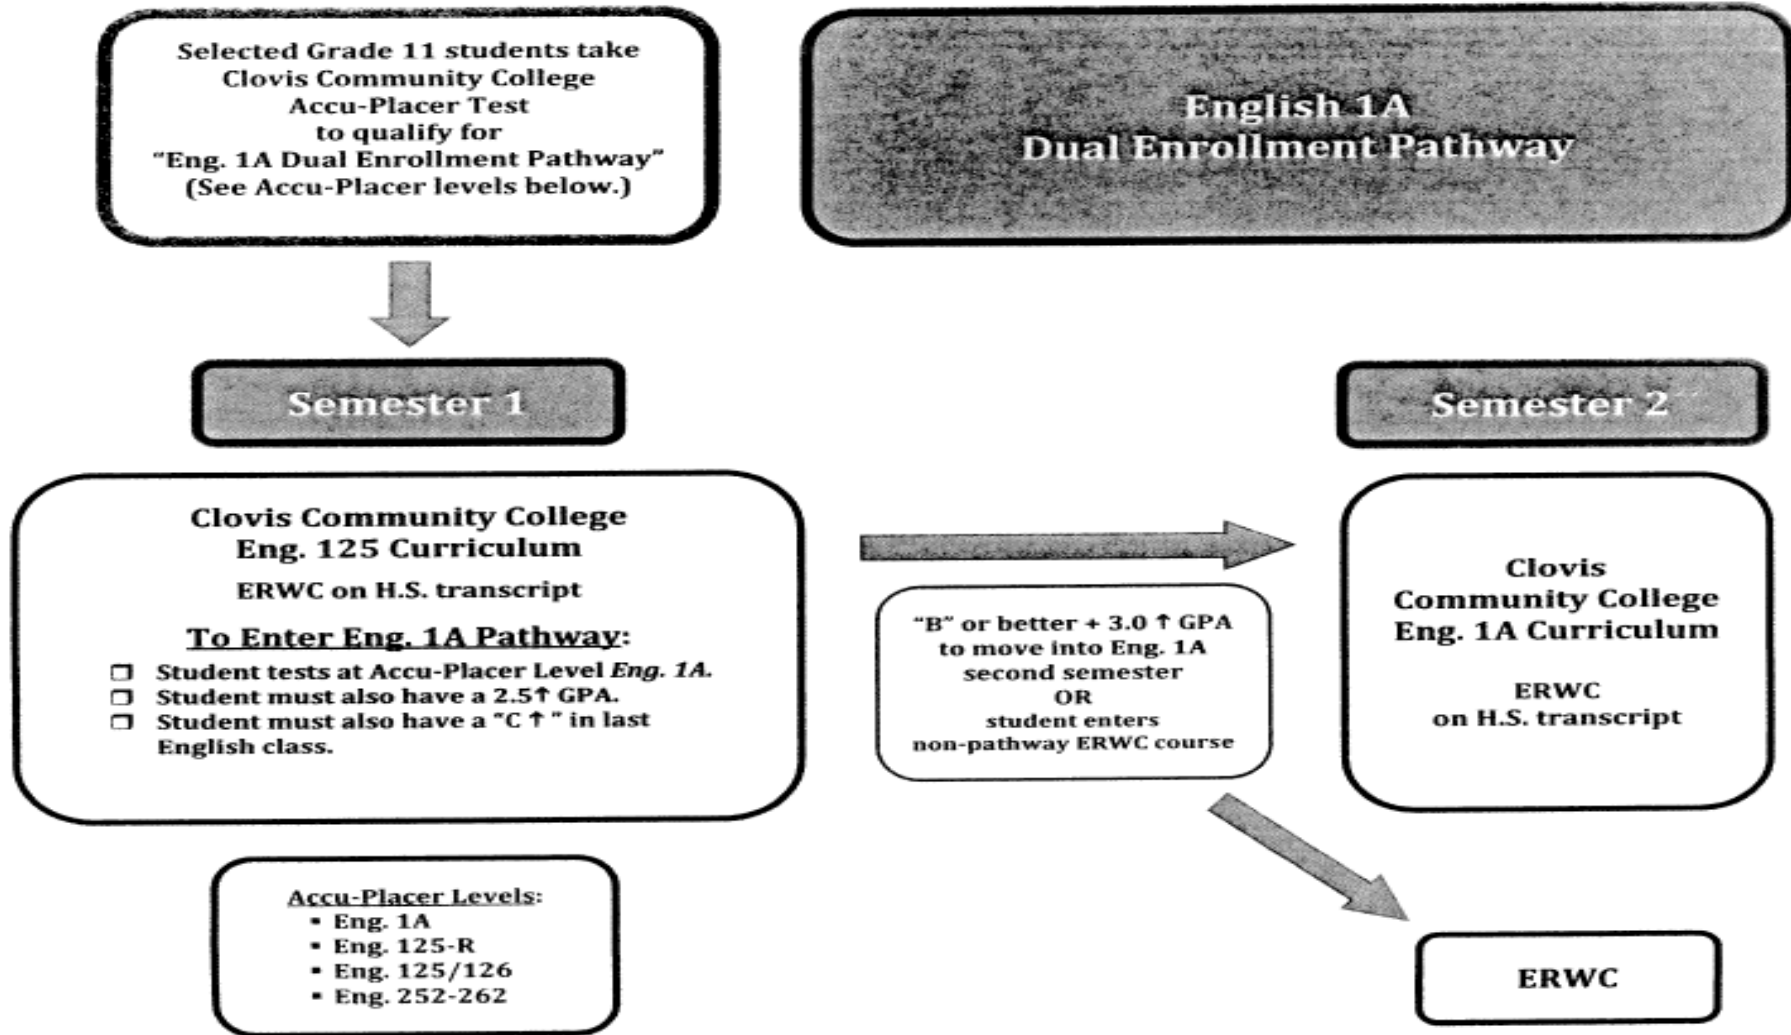 Selected Grade 11 students take
Clovis Community College
Accu-Placer Test
to qualify for
“Eng. 1A Dual Enrollment Pathway”
(See Accu-Placer levels below.)
English 1A
Dual Enrollment Pathway
Semester 1
Semester 2
Clovis Community College
Eng. 125 Curriculum
ERWC on H.S. transcript
To Enter Eng. 1A Pathway:
❒ Student tests at Accu-Placer Level Eng. 1A.
❒ Student must also have a 2.5↑ GPA.
❒ Student must also have a “C ↑” in last
English class.
“B” or better + 3.0 ↑ GPA
to move into Eng. 1A
second semester
OR
student enters
non-pathway ERWC course
Clovis
Community College
Eng. 1A Curriculum
ERWC
on H.S. transcript
Accu-Placer Levels:
▪ Eng. 1A
▪ Eng. 125-R
▪ Eng. 125/126
▪ Eng. 252-262
ERWC